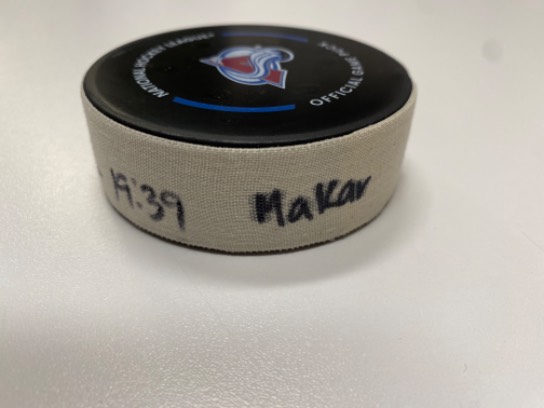 NATIONAL HOCKEY LEAGUE
OFFICIAL GAME PUCK
19:39 Makar